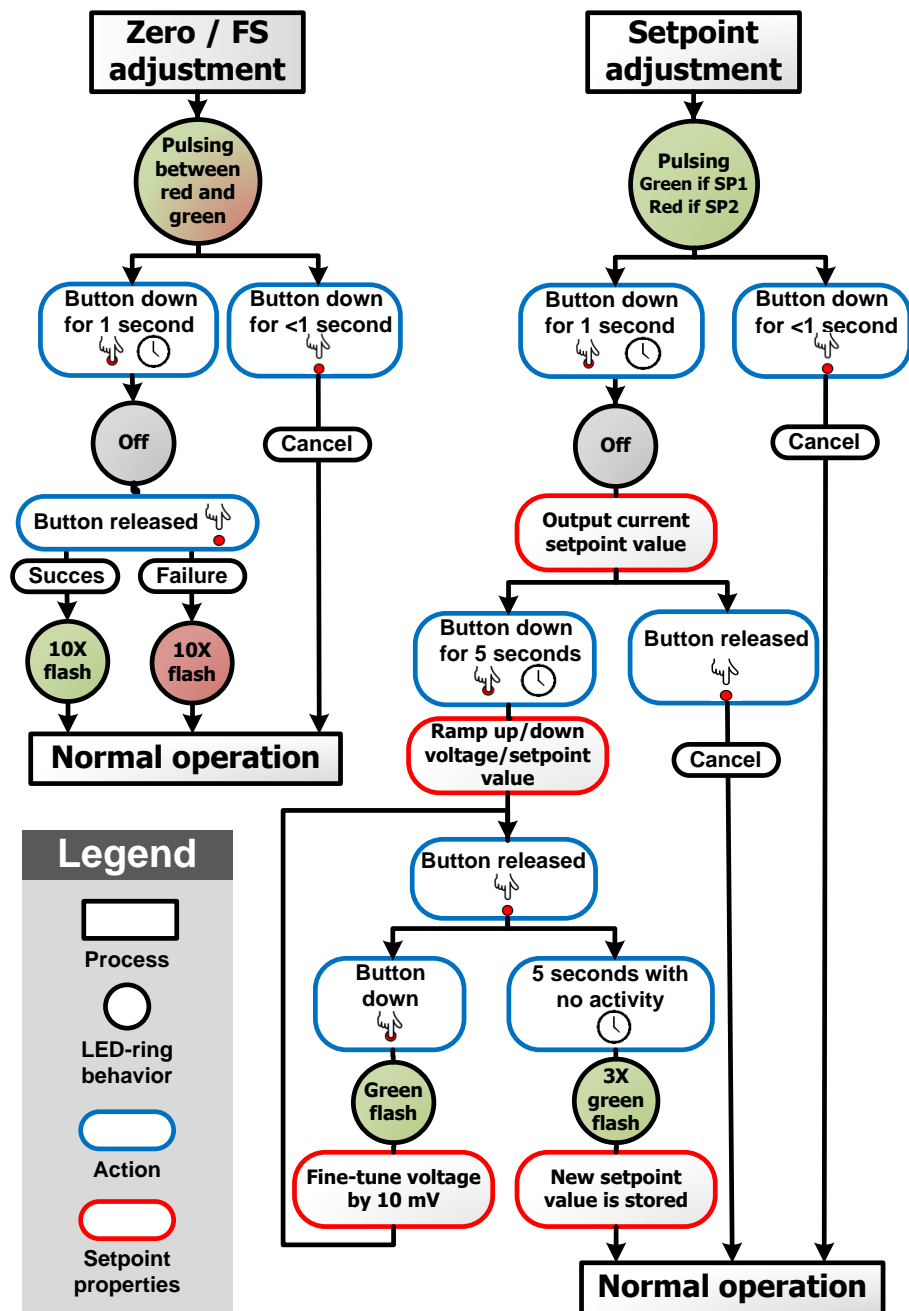 Zero / FS
adjustment
Pulsing
between
red and
green
Button down
for 1 second
Button down
for <1 second
Off
Cancel
Button released
Succes
Failure
10X
flash
10X
flash
Normal operation
Setpoint
adjustment
Pulsing
Green if SP1
Red if SP2
Button down
for 1 second
Button down
for <1 second
Off
Cancel
Output current
setpoint value
Button down
for 5 seconds
Button released
Ramp up/down
voltage/setpoint
value
Cancel
Button released
Button
down
5 seconds with
no activity
Green
flash
3X
green
flash
Fine-tune voltage
by 10 mV
New setpoint
value is stored
Normal operation
Legend
Process
LED-ring
behavior
Action
Setpoint
properties